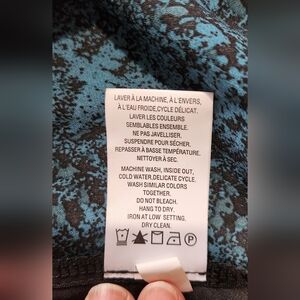 LAVER À LA MACHINE, À L'ENVERS,
À L'EAU FROIDE,CYCLE DÉLICAT.
LAVER LES COULEURS
SEMBLABLES ENSEMBLE.
NE PAS JAVELLISER.
SUSPENDRE POUR SÉCHER.
REPASSER À BASSE TEMPÉRATURE.
NETTOYER À SEC.
MACHINE WASH, INSIDE OUT,
COLD WATER,DELICATE CYCLE.
WASH SIMILAR COLORS
TOGETHER.
DO NOT BLEACH.
HANG TO DRY.
IRON AT LOW SETTING.
DRY CLEAN.